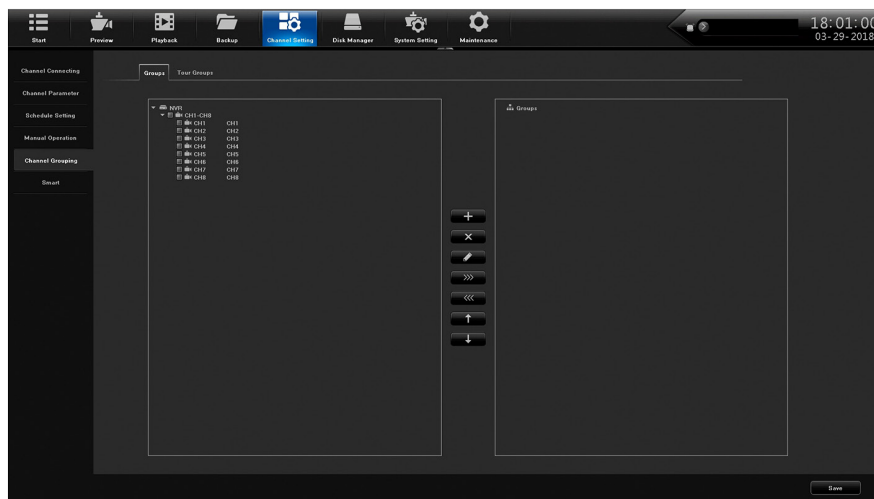 Start Preview Playback Backup Channel Setting Disk Manager System Setting Maintenance
18:01:00
03-29-2018
Channel Connecting
Channel Parameter
Schedule Setting
Manual Operation
Channel Grouping
Smart
Groups Tour Groups
NVR
CH1-CH8
CH1 CH1
CH2 CH2
CH3 CH3
CH4 CH4
CH5 CH5
CH6 CH6
CH7 CH7
CH8 CH8
Groups
Save